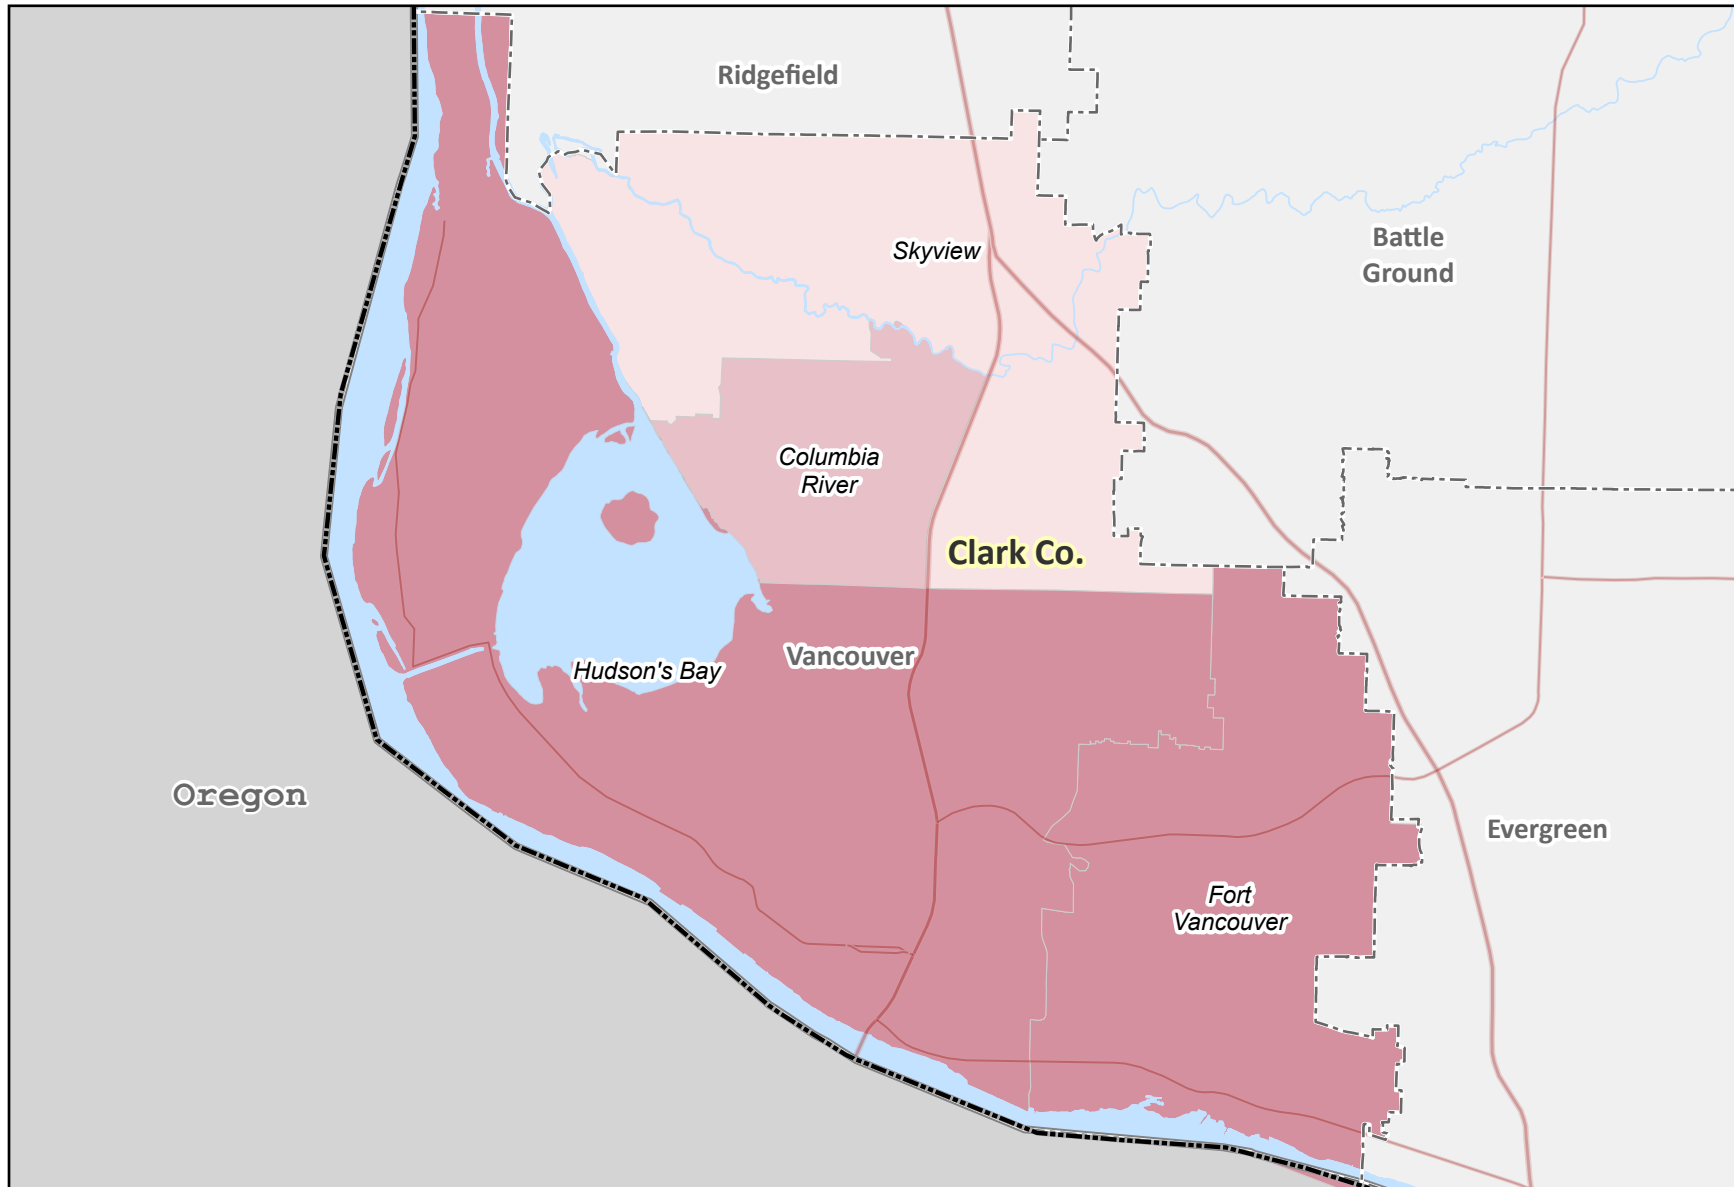 Ridgefield
Battle
Ground
Skyview
Columbia
River
Clark Co.
Vancouver
Hudson's Bay
Oregon
Evergreen
Fort
Vancouver